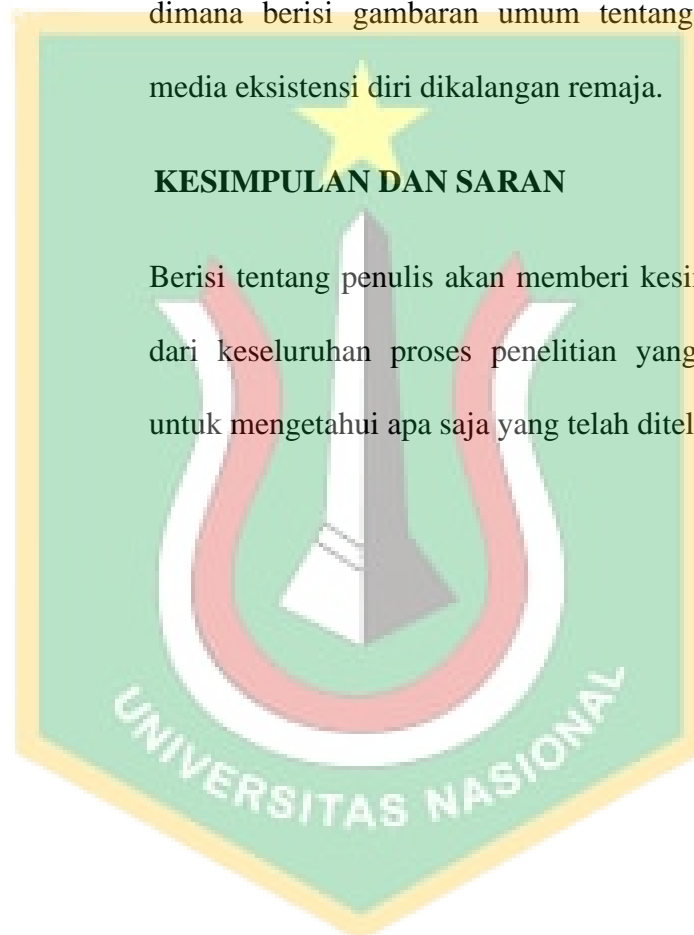 dimana berisi gambaran umum tentang
media eksistensi diri dikalangan remaja.
KESIMPULAN DAN SARAN
Berisi tentang penulis akan memberi
dari keseluruhan proses penelitian yang
untuk mengetahui apa saja yang telah
UNIVERSITAS NASIONAL